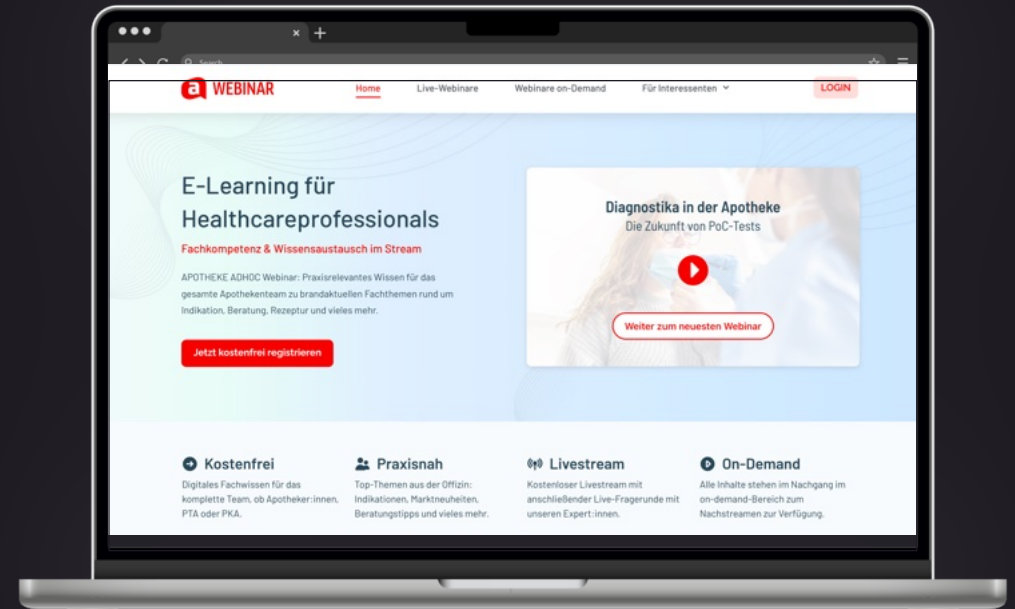 Search
a WEBINAR
Home Live-Webinare Webinare on-Demand Für Interessenten LOGIN
E-Learning für
Healthcareprofessionals
Fachkompetenz & Wissensaustausch im Stream
APOTHEKE ADHOC Webinar: Praxisrelevantes Wissen für das
gesamte Apothekenteam zu brandaktuellen Fachthemen rund um
Indikation, Beratung, Rezeptur und vieles mehr.
Jetzt kostenfrei registrieren
Diagnostika in der Apotheke
Die Zukunft von PoC-Tests
Weiter zum neuesten Webinar
Kostenfrei
Digitales Fachwissen für das
komplette Team, ob Apotheker:innen,
PTA oder PKA.
Praxisnah
Top-Themen aus der Offizin:
Indikationen, Marktneuheiten,
Beratungstipps und vieles mehr.
Livestream
Kostenloser Livestream mit
anschließender Live-Fragerunde mit
unseren Expert:innen.
On-Demand
Alle Inhalte stehen im Nachgang im
on-demand-Bereich zum
Nachstreamen zur Verfügung.